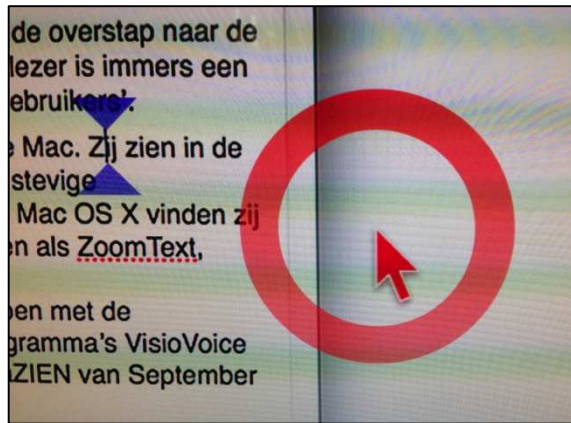 de overstap naar de
lezer is immers een
ebruikers'.
e Mac. Zij zien in de
stevige
Mac OS X vinden zij
en als ZoomText,
pen met de
gramma's VisioVoice
aZIEN van September